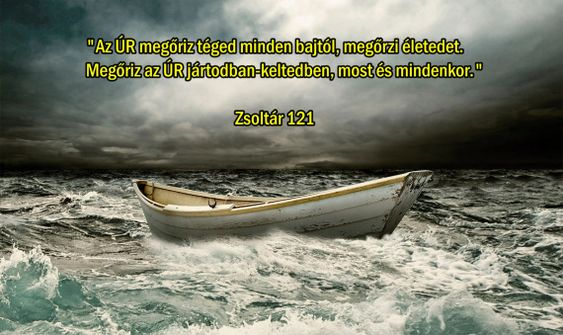 "Az ÚR megőriz téged minden bajtól, megőrzi életedet.
Megőriz az ÚR jártodban-keltedben, most és mindenkor."
Zsoltár 121